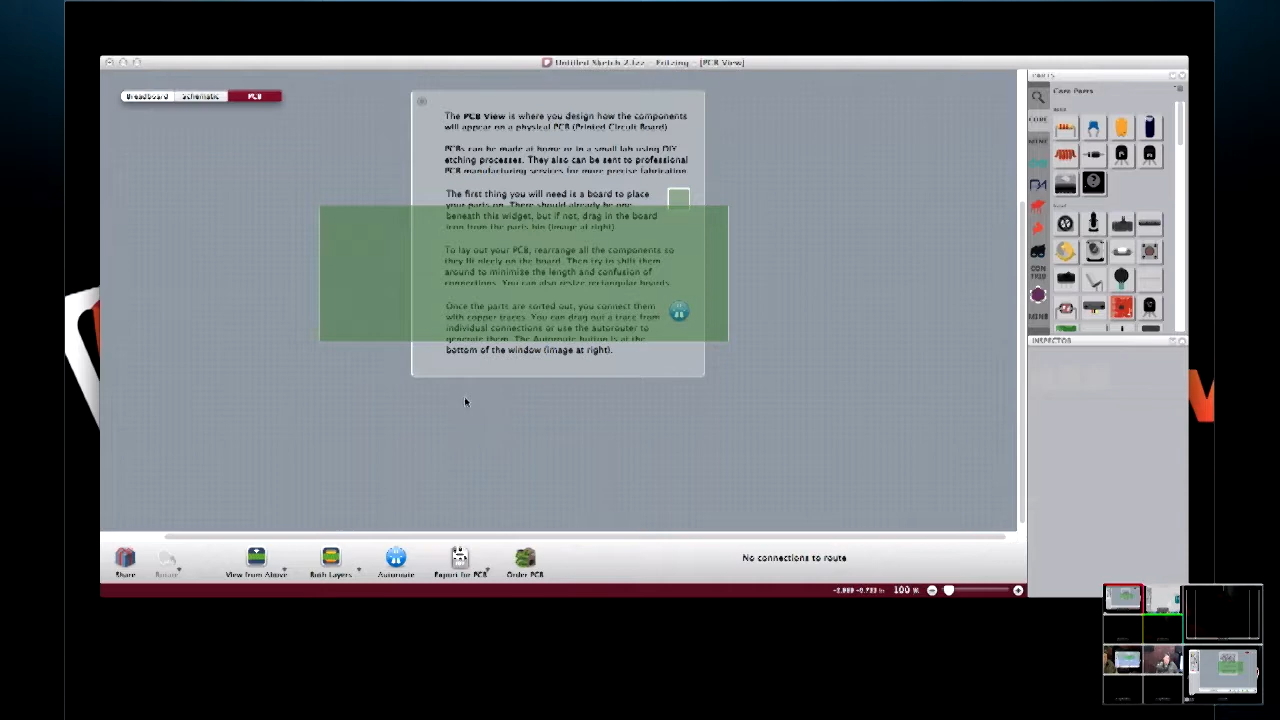 Untitled Sketch 2.fzz - Fritzing - [PCB View]
Breadboard Schematic PCB
The PCB View is where you design how the components
will appear on a physical PCB (Printed Circuit Board).
PCBs can be made at home or in a small lab using DIY
etching processes. They also can be sent to professional
PCB manufacturing services for more precise fabrication.
The first thing you will need is a board to place
your parts on. There should already be one
beneath this widget, but if not, drag in the board
icon from the parts bin (image at right).
To lay out your PCB, rearrange all the components so
they fit nicely on the board. Then try to shift them
around to minimize the length and confusion of
connections. You can also resize rectangular boards.
Once the parts are sorted out, you connect them
with copper traces. You can drag out a trace from
individual connections or use the autorouter to
generate them. The Autoroute button is at the
bottom of the window (image at right).
PARTS
Core Parts
CORE
MINE
CON
TRIB
MINE
INSPECTOR
Share
Rotate
View from Above
Both Layers
Autoroute
Export for PCB
Order PCB
No connections to route
100 %